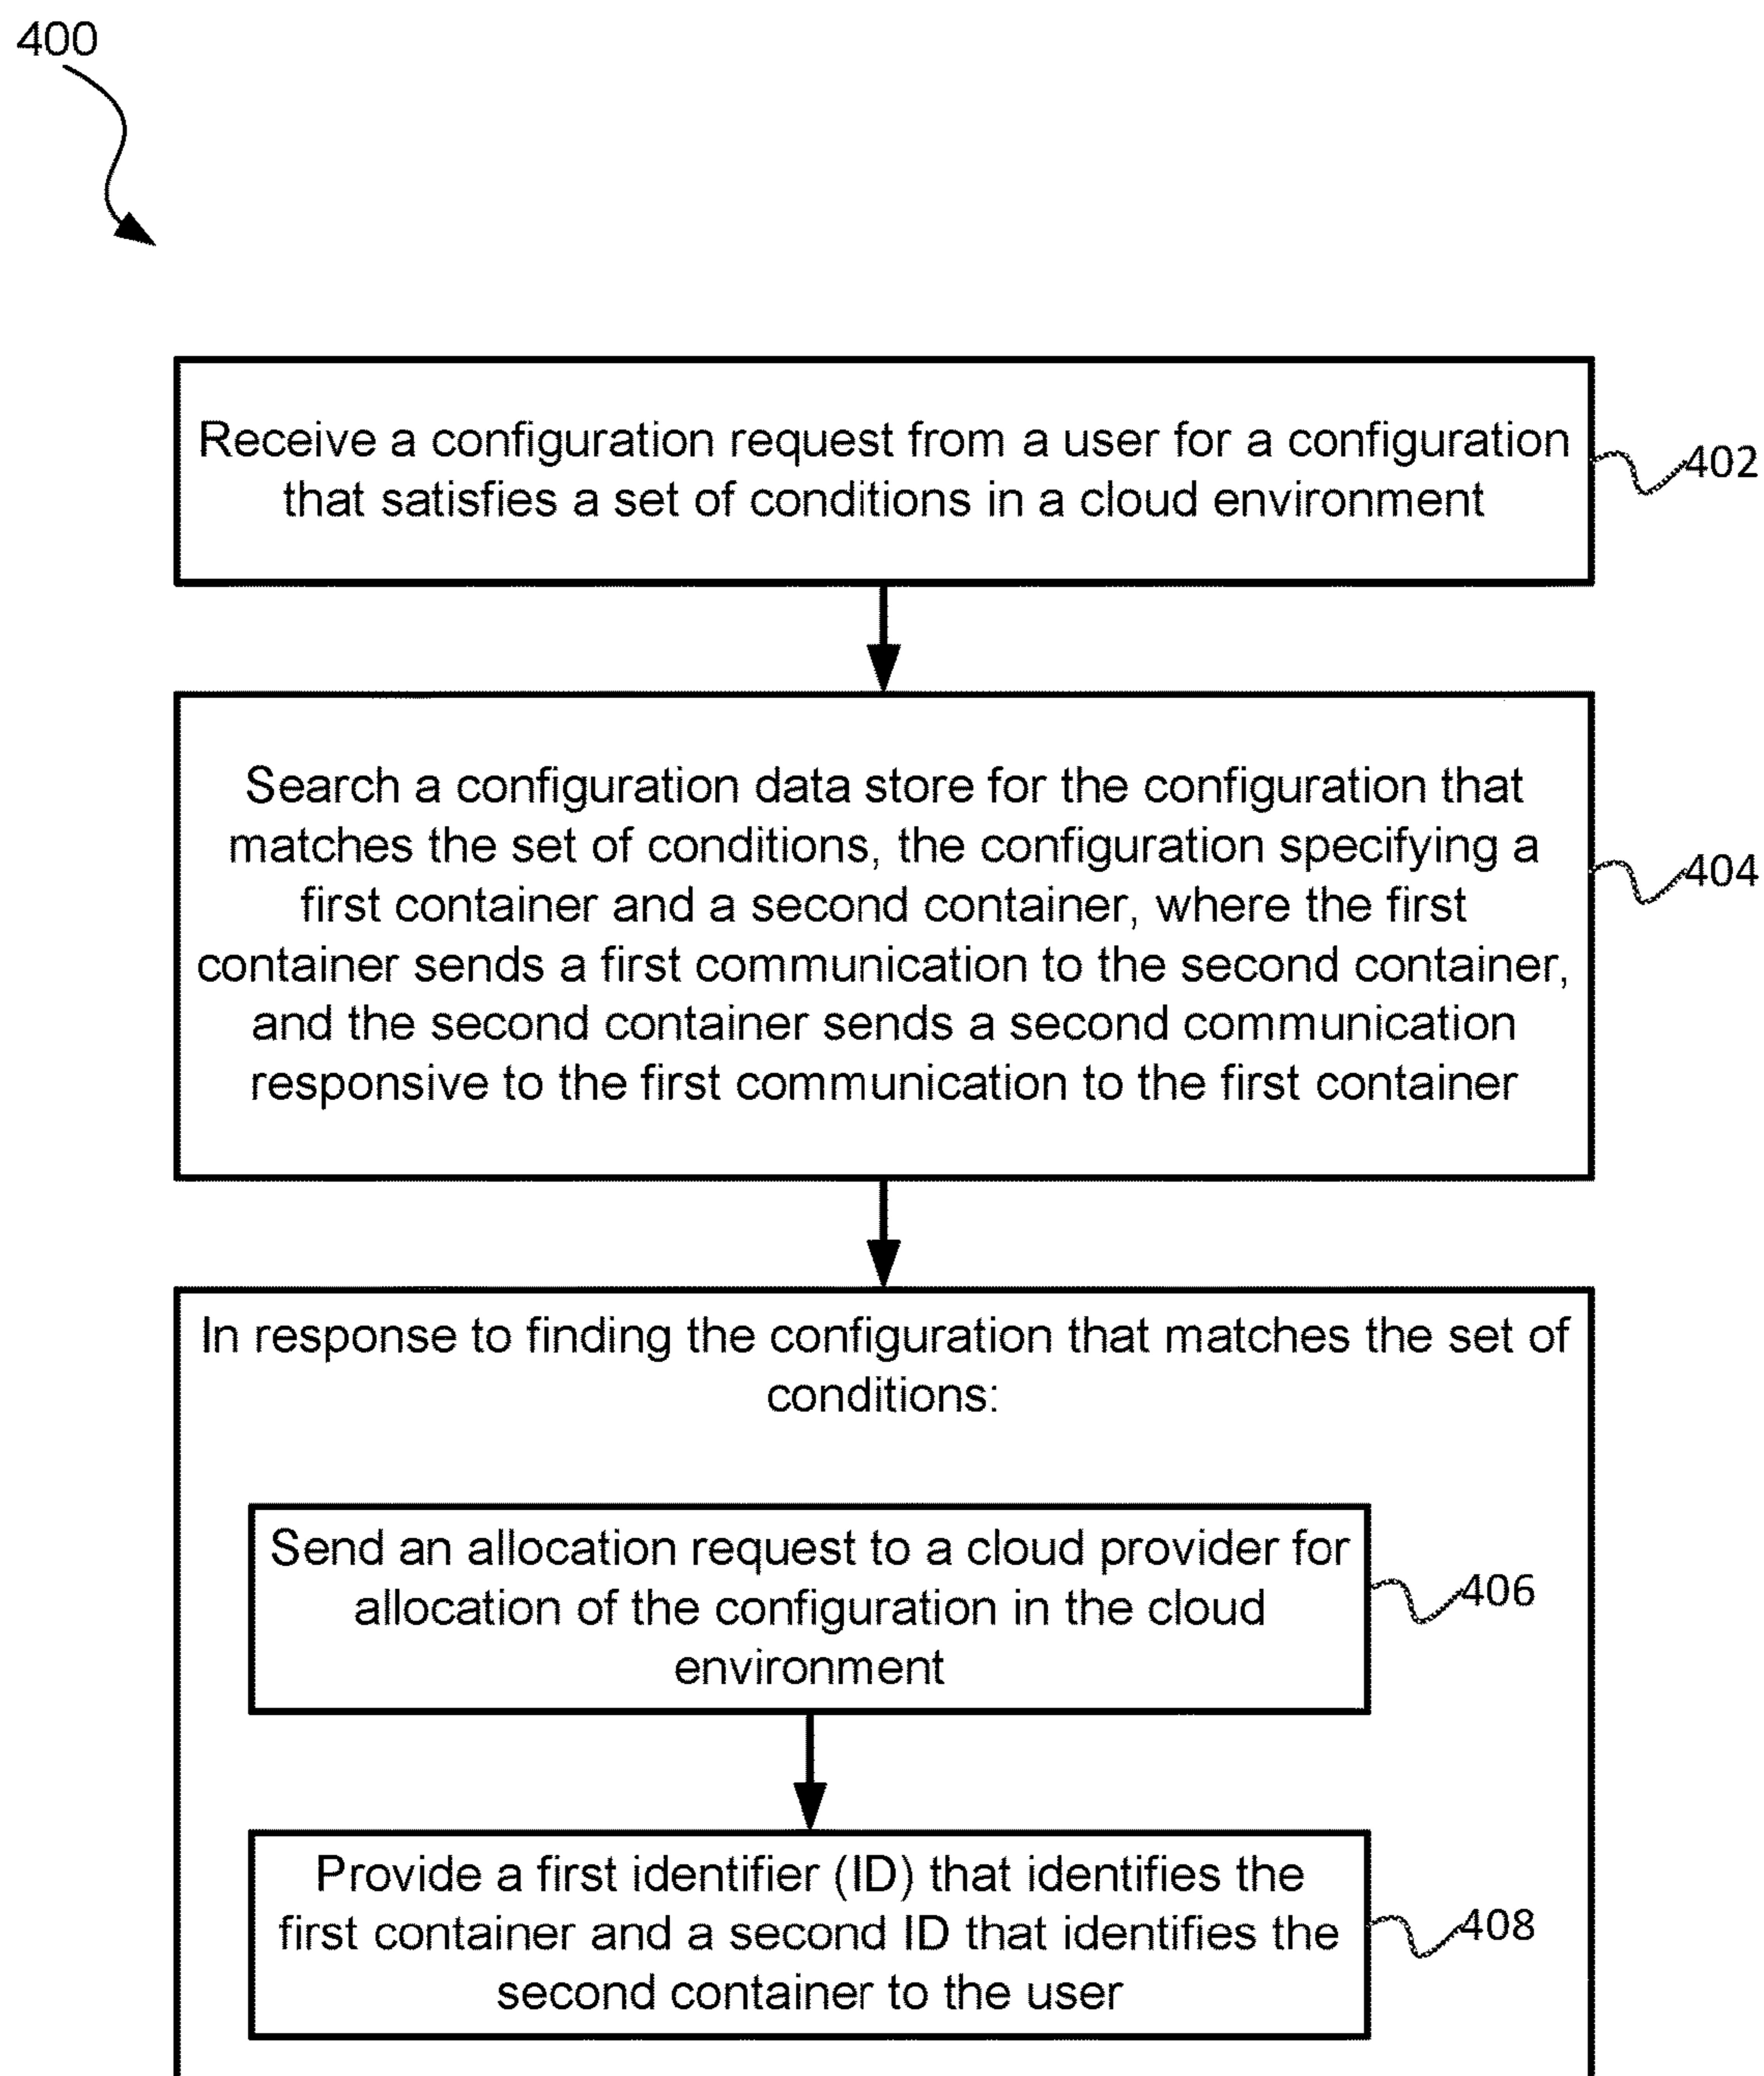 400
Receive a configuration request from a user for a configuration
that satisfies a set of conditions in a cloud environment
402
Search a configuration data store for the configuration that
matches the set of conditions, the configuration specifying a
first container and a second container, where the first
container sends a first communication to the second container,
and the second container sends a second communication
responsive to the first communication to the first container
404
In response to finding the configuration that matches the set of
conditions:
Send an allocation request to a cloud provider for
allocation of the configuration in the cloud
environment
406
Provide a first identifier (ID) that identifies the
first container and a second ID that identifies the
second container to the user
408